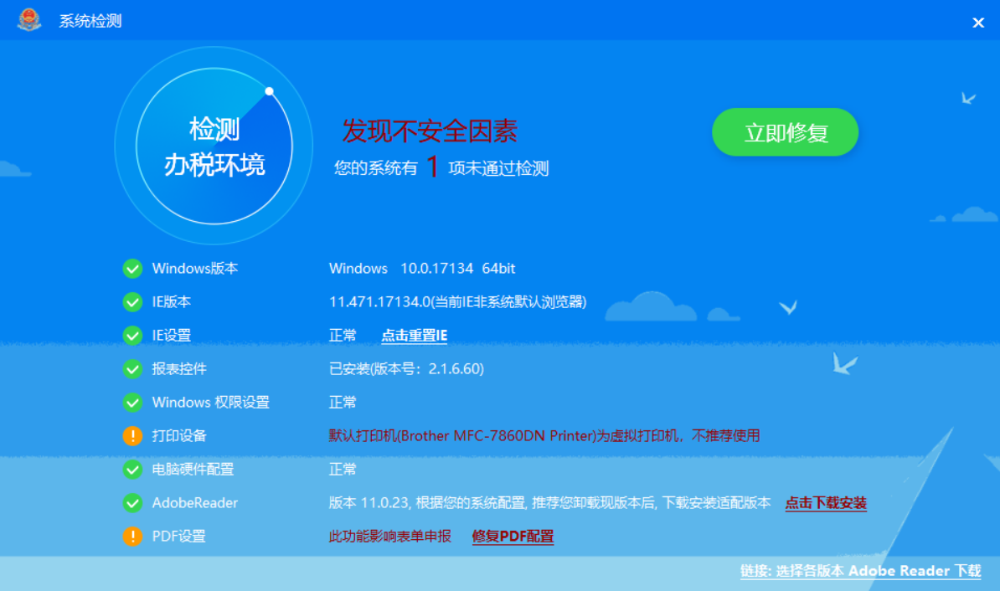 系统检测
检测
办税环境
发现不安全因素
您的系统有 1 项未通过检测
立即修复
Windows版本 Windows 10.0.17134 64bit
IE版本 11.471.17134.0(当前IE非系统默认浏览器)
IE设置 正常 点击重置IE
报表控件 已安装(版本号：2.1.6.60)
Windows 权限设置 正常
打印设备 默认打印机(Brother MFC-7860DN Printer)为虚拟打印机，不推荐使用
电脑硬件配置 正常
AdobeReader 版本 11.0.23, 根据您的系统配置, 推荐您卸载现版本后, 下载安装适配版本 点击下载安装
PDF设置 此功能影响表单申报 修复PDF配置
链接: 选择各版本 Adobe Reader 下载